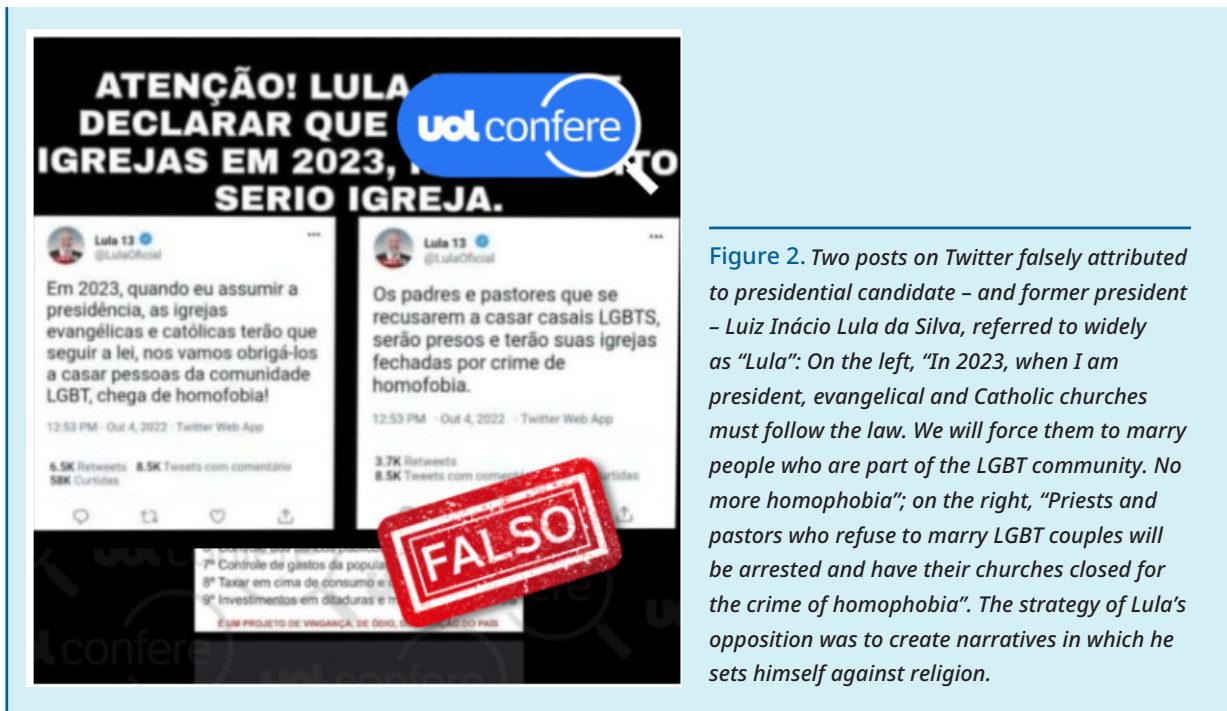 ATENÇÃO! LULA
DECLARAR QUE
IGREJAS EM 2023,
SERIO IGREJA.
uol confere
Lula 13
@LulaOficial
Em 2023, quando eu assumir a
presidência, as igrejas
evangélicas e católicas terão que
seguir a lei, nos vamos obrigá-los
a casar pessoas da comunidade
LGBT, chega de homofobia!
12:53 PM · Out 4, 2022 · Twitter Web App
6.5K Retweets 8.5K Tweets com comentário
58K Curtidas
Lula 13
@LulaOficial
Os padres e pastores que se
recusarem a casar casais LGBTS,
serão presos e terão suas igrejas
fechadas por crime de
homofobia.
12:53 PM · Out 4, 2022 · Twitter Web App
3.7K Retweets
8.5K Tweets com
FALSO
7º Controle de gastos da
8º Taxar em cima de consumo e
9º Investimentos em ditaduras e
É UM PROJETO DE VINGANÇA, DE ÓDIO, DO PAÍS
confere
Figure 2. Two posts on Twitter falsely attributed
to presidential candidate – and former president
– Luiz Inácio Lula da Silva, referred to widely
as “Lula”: On the left, “In 2023, when I am
president, evangelical and Catholic churches
must follow the law. We will force them to marry
people who are part of the LGBT community. No
more homophobia”; on the right, “Priests and
pastors who refuse to marry LGBT couples will
be arrested and have their churches closed for
the crime of homophobia”. The strategy of Lula’s
opposition was to create narratives in which he
sets himself against religion.